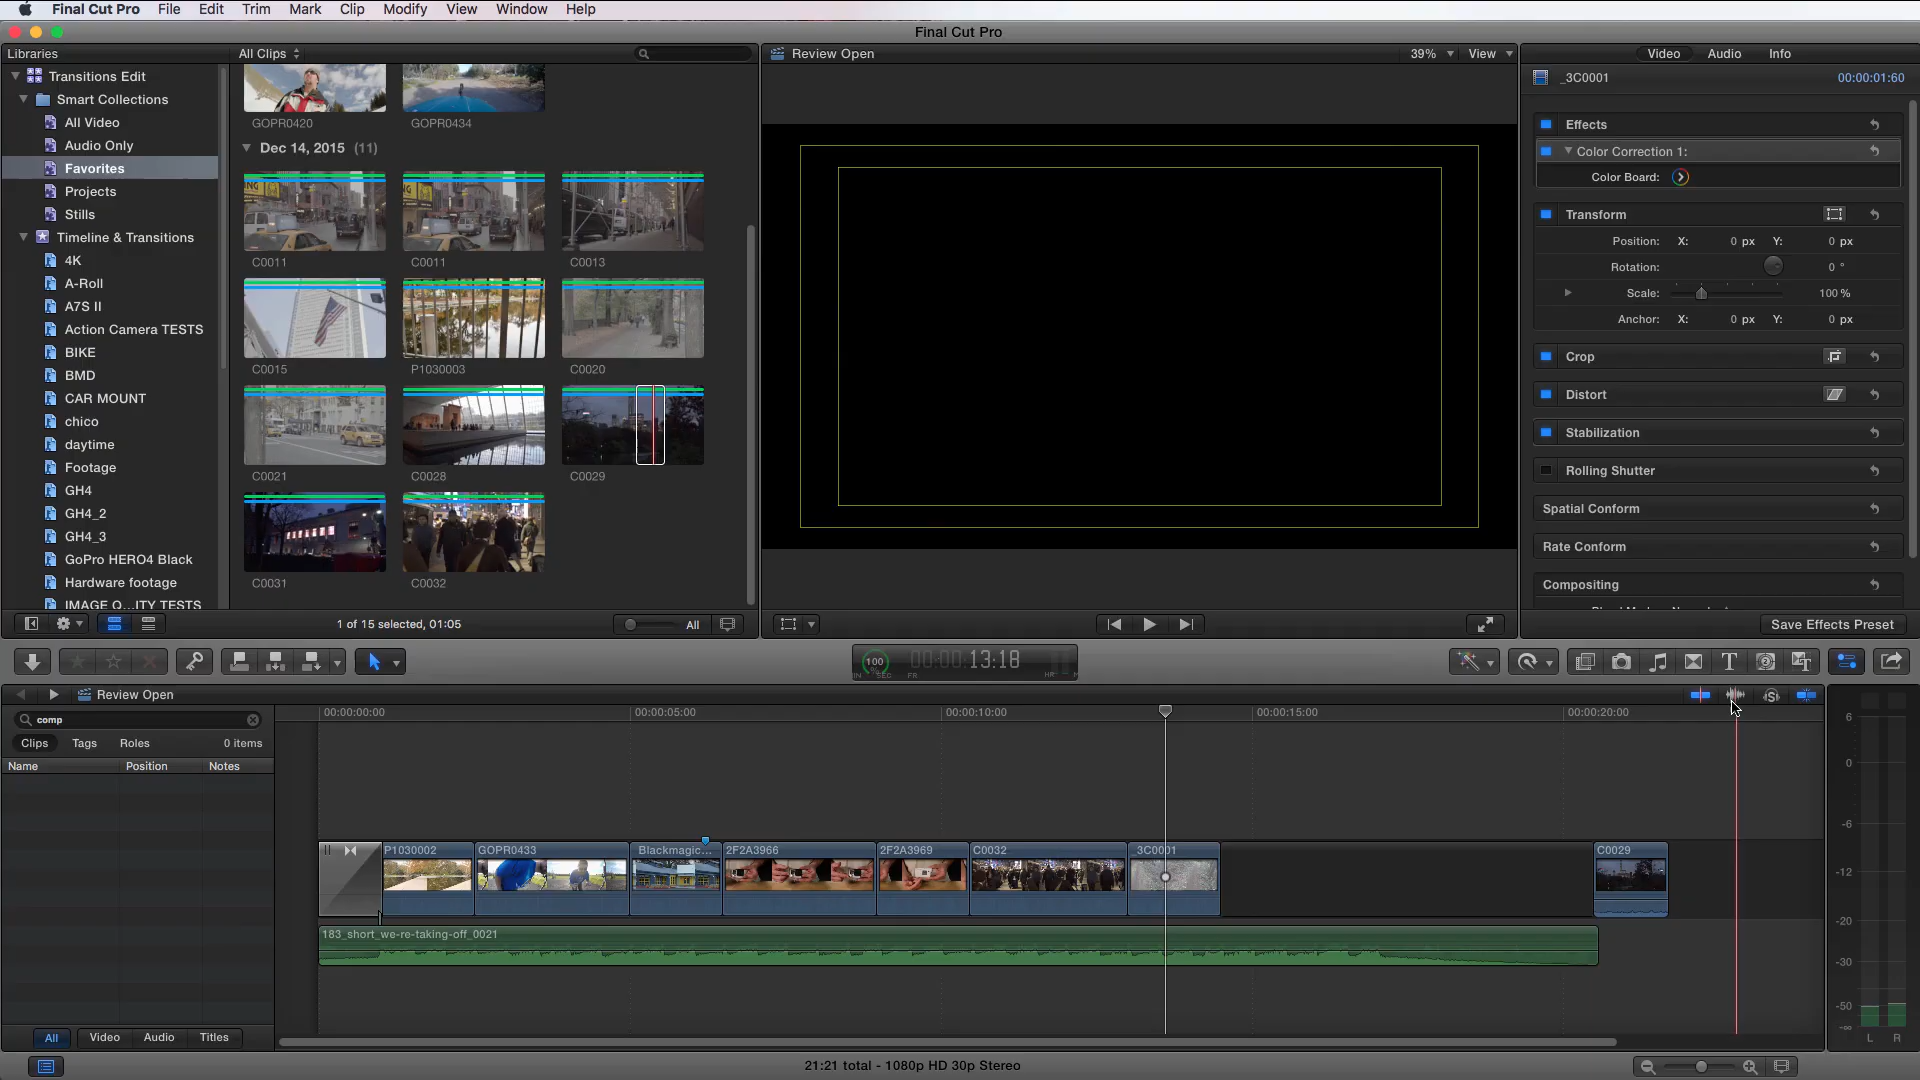 Final Cut Pro File Edit Trim Mark Clip Modify View Window Help
Final Cut Pro
Libraries
All Clips
Review Open
39% View
Video Audio Info
Transitions Edit
Smart Collections
All Video
Audio Only
Favorites
Projects
Stills
Timeline & Transitions
4K
A-Roll
A7S II
Action Camera TESTS
BIKE
BMD
CAR MOUNT
chico
daytime
Footage
GH4
GH4_2
GH4_3
GoPro HERO4 Black
Hardware footage
IMAGE Q...ITY TESTS
GOPR0420 GOPR0434
Dec 14, 2015 (11)
C0011 C0011 C0013
C0015 P1030003 C0020
C0021 C0028 C0029
C0031 C0032
1 of 15 selected, 01:05
All
_3C0001 00:00:01:60
Effects
Color Correction 1:
Color Board:
Transform
Position: X: 0 px Y: 0 px
Rotation: 0 °
Scale: 100 %
Anchor: X: 0 px Y: 0 px
Crop
Distort
Stabilization
Rolling Shutter
Spatial Conform
Rate Conform
Compositing
Save Effects Preset
100 00:00:13:18
Review Open
comp
Clips Tags Roles 0 items
Name Position Notes
00:00:00:00 00:00:05:00 00:00:10:00 00:00:15:00 00:00:20:00
P1030002 GOPR0433 Blackmagic... 2F2A3966 2F2A3969 C0032 _3C0001 C0029
183_short_we-re-taking-off_0021
6
0
-6
-12
-20
-30
-50
-∞
L R
All Video Audio Titles
21:21 total - 1080p HD 30p Stereo